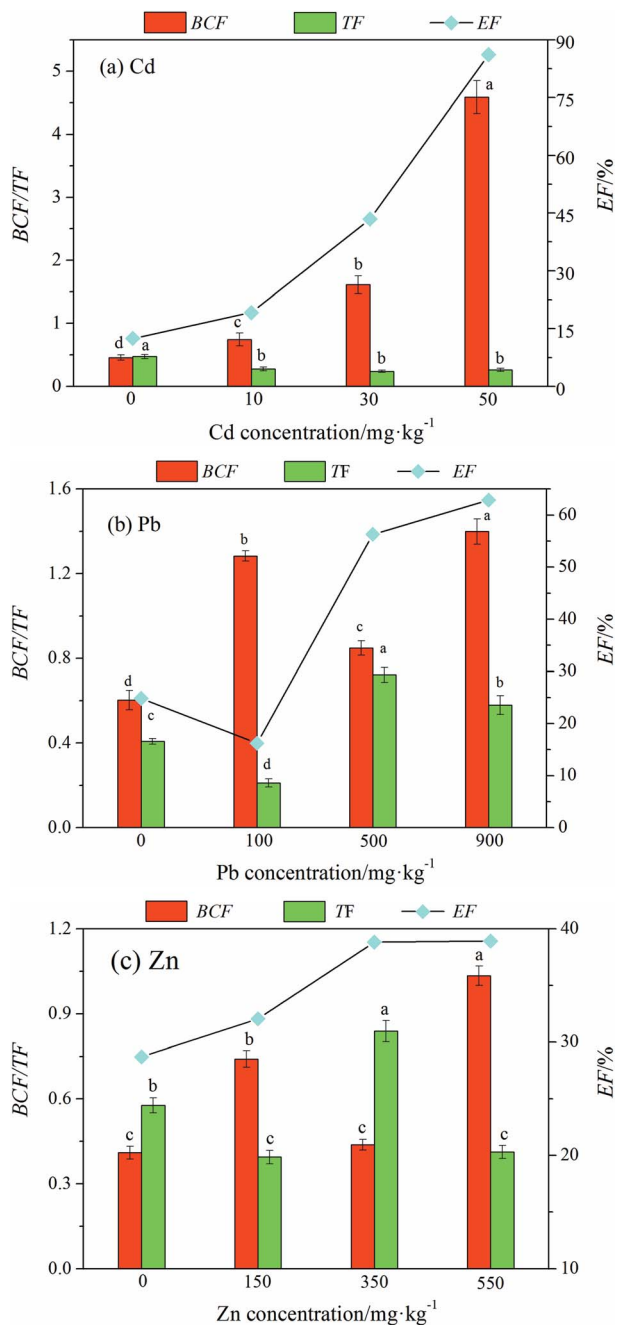 BCF TF EF
(a) Cd
BCF/TF
EF/%
5
4
3
2
1
0
90
75
60
45
30
15
0
d a c b b b a b
0 10 30 50
Cd concentration/mg·kg⁻¹
BCF TF EF
(b) Pb
BCF/TF
EF/%
1.6
1.2
0.8
0.4
0.0
60
50
40
30
20
10
0
d c b d c a a b
0 100 500 900
Pb concentration/mg·kg⁻¹
BCF TF EF
(c) Zn
BCF/TF
EF/%
1.2
0.9
0.6
0.3
0.0
40
30
20
10
c b b c c a a c
0 150 350 550
Zn concentration/mg·kg⁻¹